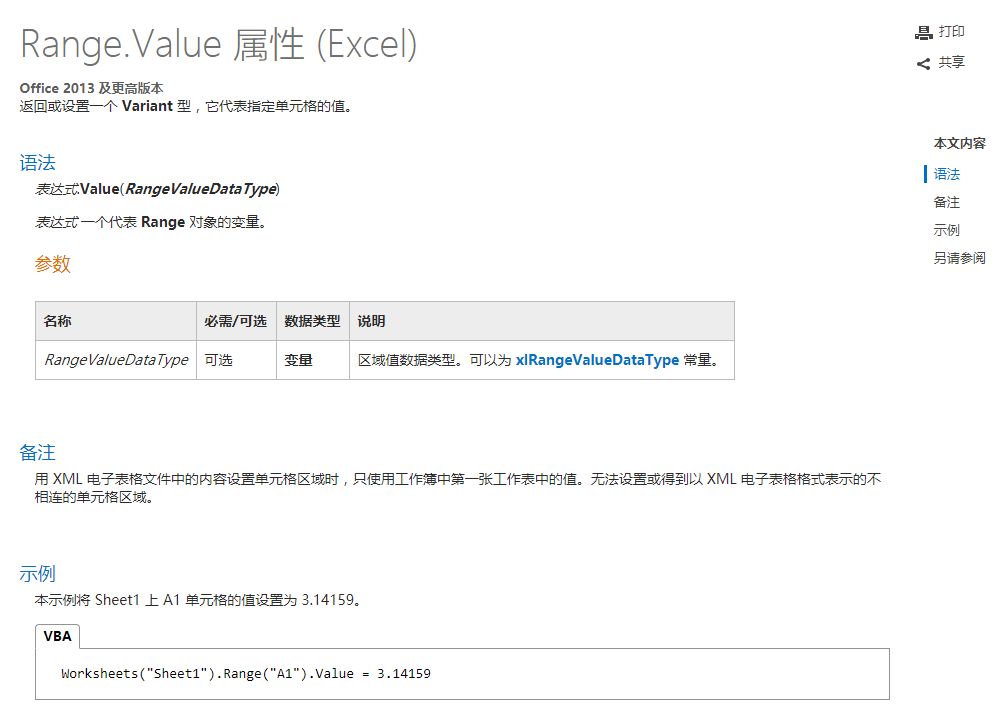 Range.Value 属性 (Excel)
打印
共享
Office 2013 及更高版本
返回或设置一个 Variant 型，它代表指定单元格的值。
本文内容
语法
备注
示例
另请参阅
语法
表达式.Value(RangeValueDataType)
表达式 一个代表 Range 对象的变量。
参数
名称 必需/可选 数据类型 说明
RangeValueDataType 可选 变量 区域值数据类型。可以为 xlRangeValueDataType 常量。
备注
用 XML 电子表格文件中的内容设置单元格区域时，只使用工作簿中第一张工作表中的值。无法设置或得到以 XML 电子表格格式表示的不
相连的单元格区域。
示例
本示例将 Sheet1 上 A1 单元格的值设置为 3.14159。
VBA
Worksheets("Sheet1").Range("A1").Value = 3.14159